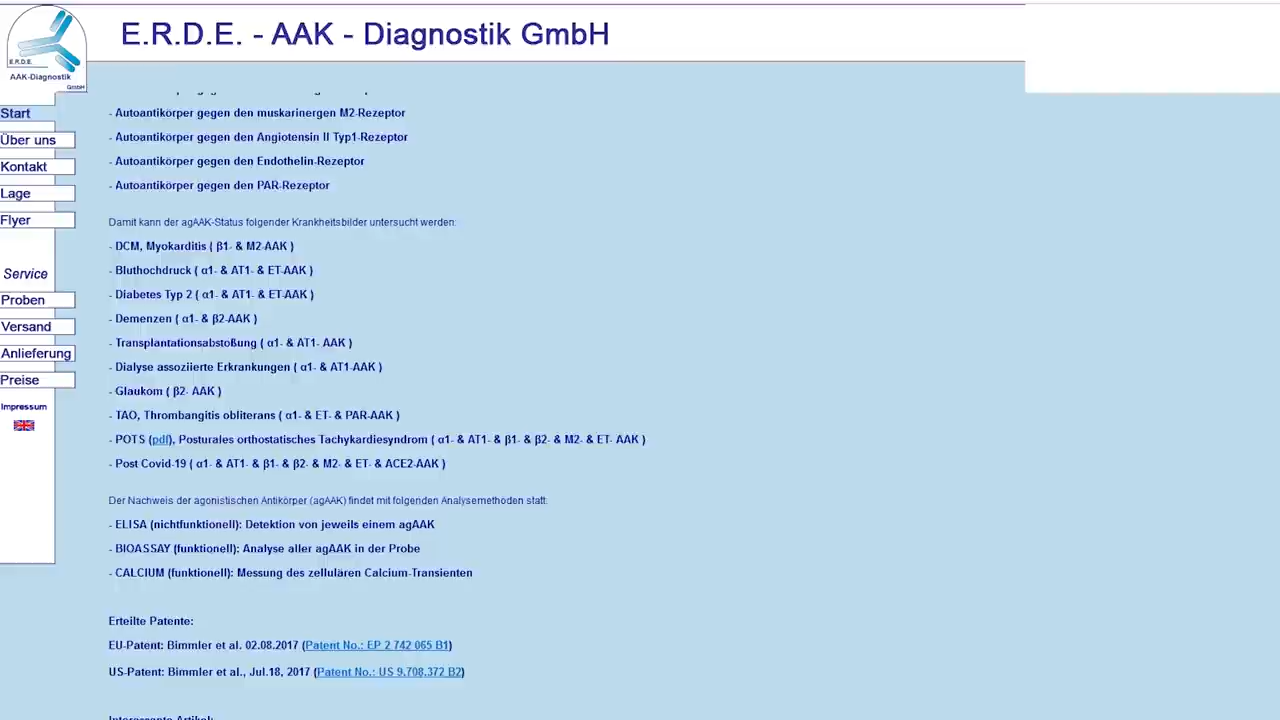 E.R.D.E. - AAK - Diagnostik GmbH
E.R.D.E.
AAK-Diagnostik
GmbH
Start
Über uns
Kontakt
Lage
Flyer
Service
Proben
Versand
Anlieferung
Preise
Impressum
- Autoantikörper gegen den muskarinergen M2-Rezeptor
- Autoantikörper gegen den Angiotensin II Typ1-Rezeptor
- Autoantikörper gegen den Endothelin-Rezeptor
- Autoantikörper gegen den PAR-Rezeptor
Damit kann der agAAK-Status folgender Krankheitsbilder untersucht werden:
- DCM, Myokarditis ( β1- & M2-AAK )
- Bluthochdruck ( α1- & AT1- & ET-AAK )
- Diabetes Typ 2 ( α1- & AT1- & ET-AAK )
- Demenzen ( α1- & β2-AAK )
- Transplantationsabstoßung ( α1- & AT1- AAK )
- Dialyse assoziierte Erkrankungen ( α1- & AT1-AAK )
- Glaukom ( β2- AAK )
- TAO, Thrombangitis obliterans ( α1- & ET- & PAR-AAK )
- POTS (pdf), Posturales orthostatisches Tachykardiesyndrom ( α1- & AT1- & β1- & β2- & M2- & ET- AAK )
- Post Covid-19 ( α1- & AT1- & β1- & β2- & M2- & ET- & ACE2-AAK )
Der Nachweis der agonistischen Antikörper (agAAK) findet mit folgenden Analysemethoden statt:
- ELISA (nichtfunktionell): Detektion von jeweils einem agAAK
- BIOASSAY (funktionell): Analyse aller agAAK in der Probe
- CALCIUM (funktionell): Messung des zellulären Calcium-Transienten
Erteilte Patente:
EU-Patent: Bimmler et al. 02.08.2017 (Patent No.: EP 2 742 065 B1)
US-Patent: Bimmler et al., Jul.18, 2017 (Patent No.: US 9,708,372 B2)
Interessante Artikel: